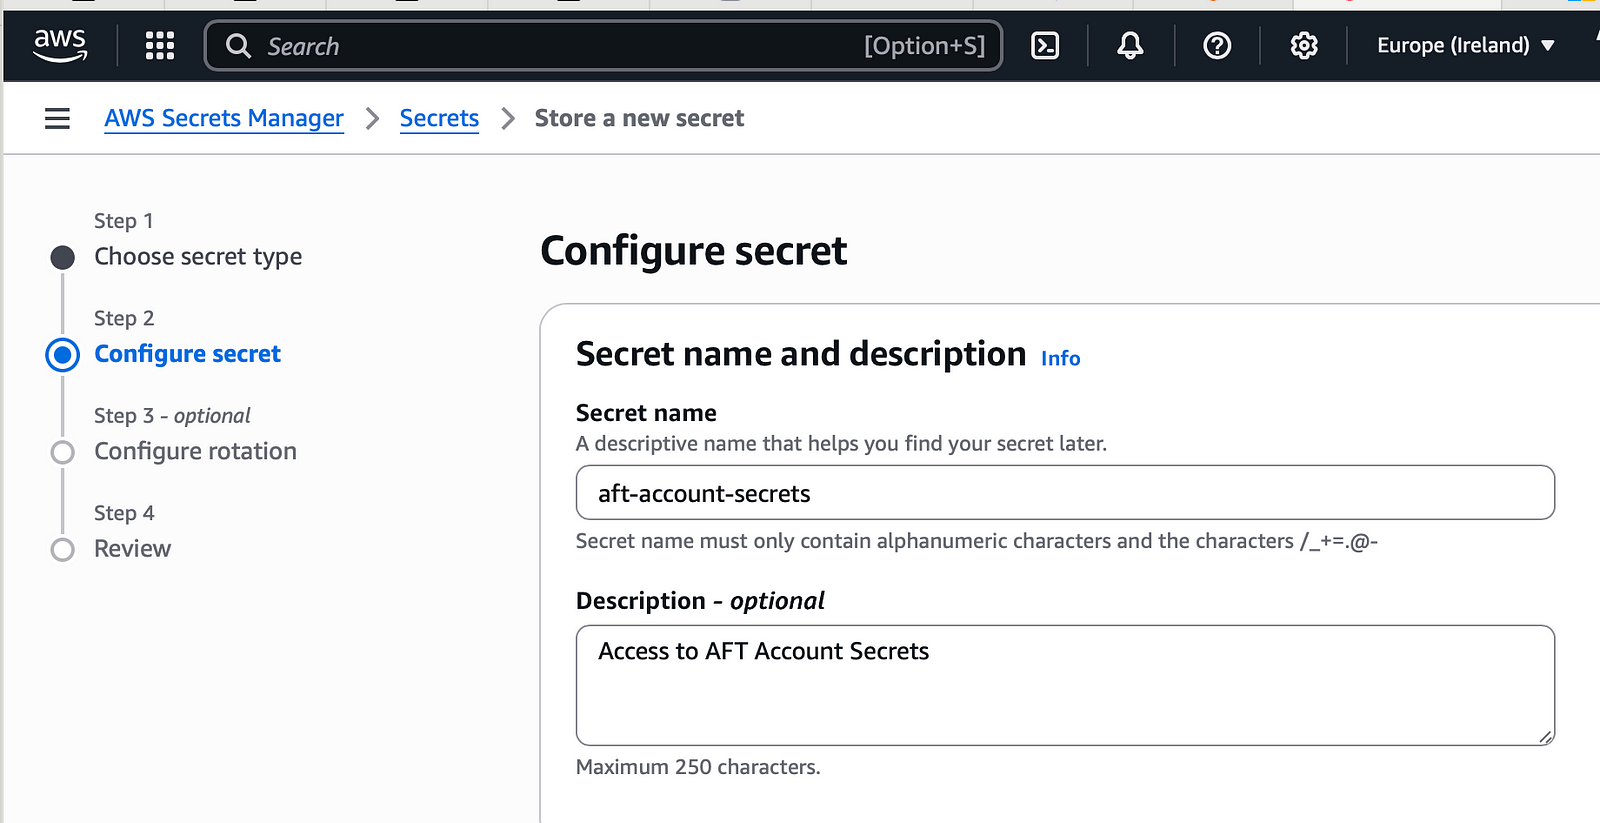 aws
Search
[Option+S]
Europe (Ireland)
AWS Secrets Manager
Secrets
Store a new secret
Step 1
Choose secret type
Step 2
Configure secret
Step 3 - optional
Configure rotation
Step 4
Review
Configure secret
Secret name and description Info
Secret name
A descriptive name that helps you find your secret later.
aft-account-secrets
Secret name must only contain alphanumeric characters and the characters /_+=.@-
Description - optional
Access to AFT Account Secrets
Maximum 250 characters.